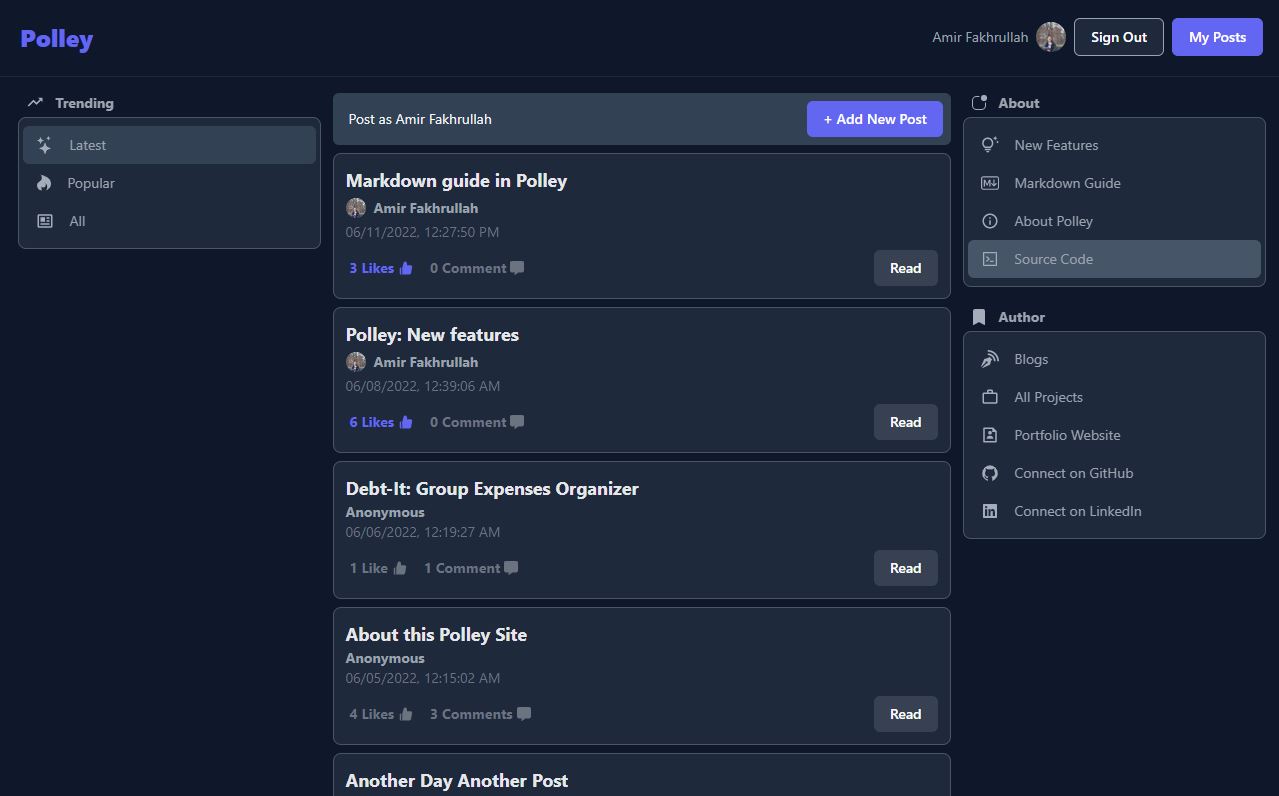 Polley
Amir Fakhrullah
Sign Out
My Posts
Trending
Latest
Popular
All
Post as Amir Fakhrullah
+ Add New Post
Markdown guide in Polley
Amir Fakhrullah
06/11/2022, 12:27:50 PM
3 Likes
0 Comment
Read
Polley: New features
Amir Fakhrullah
06/08/2022, 12:39:06 AM
6 Likes
0 Comment
Read
Debt-It: Group Expenses Organizer
Anonymous
06/06/2022, 12:19:27 AM
1 Like
1 Comment
Read
About this Polley Site
Anonymous
06/05/2022, 12:15:02 AM
4 Likes
3 Comments
Read
Another Day Another Post
About
New Features
Markdown Guide
About Polley
Source Code
Author
Blogs
All Projects
Portfolio Website
Connect on GitHub
Connect on LinkedIn